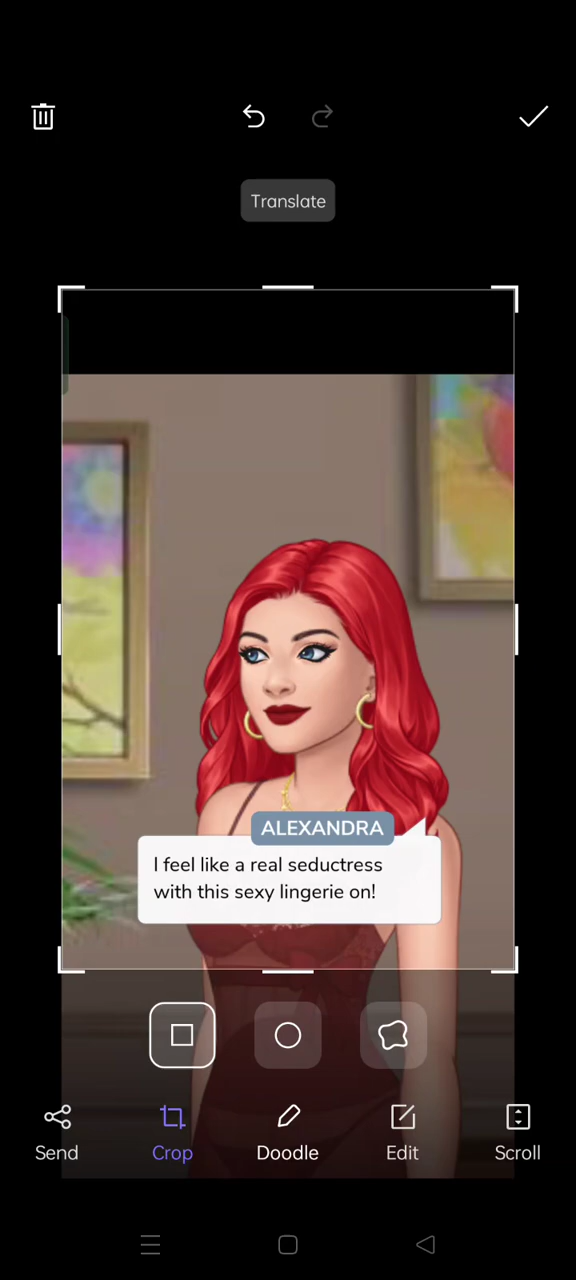 Translate
ALEXANDRA
I feel like a real seductress
with this sexy lingerie on!
Send
Crop
Doodle
Edit
Scroll